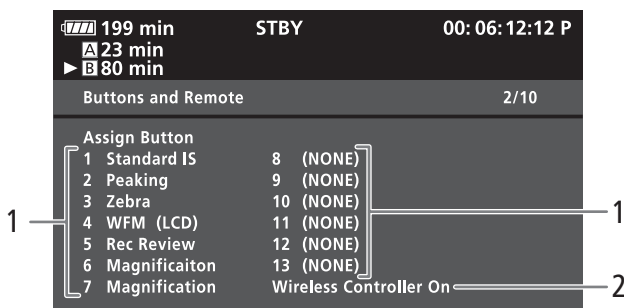 199 min STBY 00: 06: 12:12 P
A 23 min
B 80 min
Buttons and Remote 2/10
Assign Button
1 Standard IS 8 (NONE)
2 Peaking 9 (NONE)
3 Zebra 10 (NONE)
4 WFM (LCD) 11 (NONE)
5 Rec Review 12 (NONE)
6 Magnificaiton 13 (NONE)
7 Magnification Wireless Controller On
1
1
2